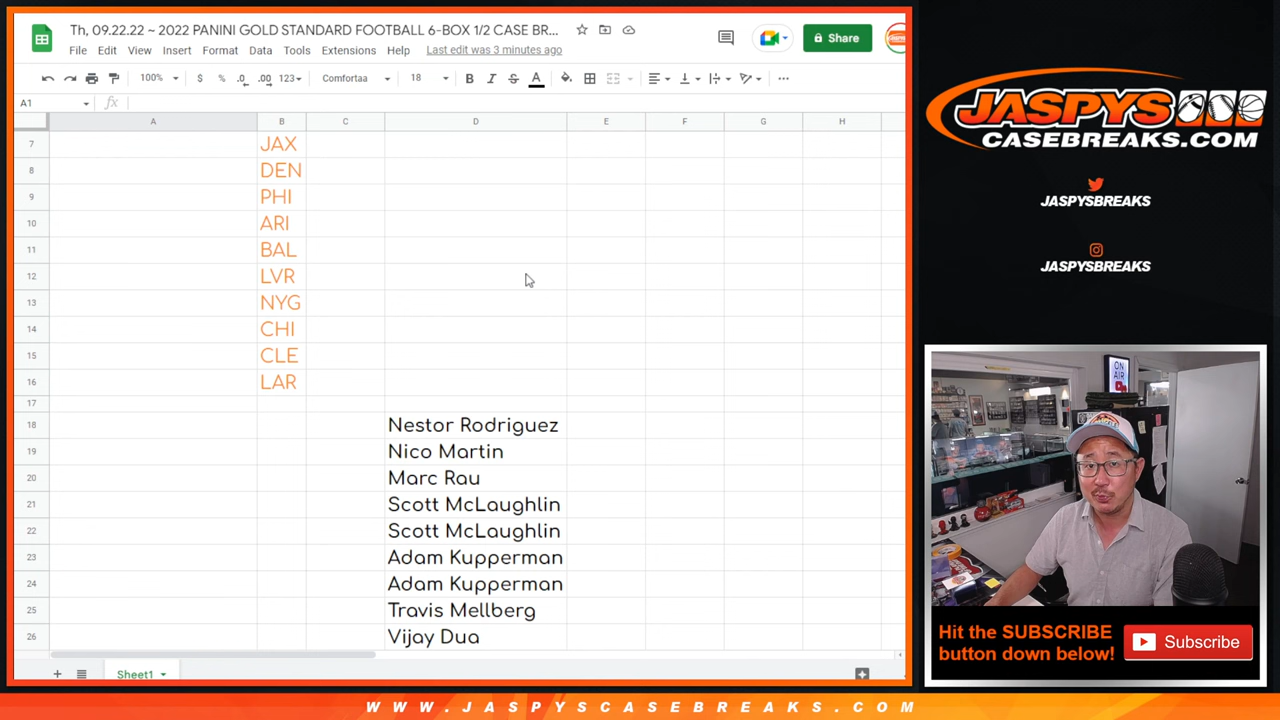 Th, 09.22.22 ~ 2022 PANINI GOLD STANDARD FOOTBALL 6-BOX 1/2 CASE BR...
File Edit View Insert Format Data Tools Extensions Help Last edit was 3 minutes ago
Share
100% $ % .0 .00 123 Comfortaa 18 B I S A
A1 fx
A B C D E F G H
7 JAX
8 DEN
9 PHI
10 ARI
11 BAL
12 LVR
13 NYG
14 CHI
15 CLE
16 LAR
17
18 Nestor Rodriguez
19 Nico Martin
20 Marc Rau
21 Scott McLaughlin
22 Scott McLaughlin
23 Adam Kupperman
24 Adam Kupperman
25 Travis Mellberg
26 Vijay Dua
Sheet1
JASPYS
CASEBREAKS.COM
JASPYSBREAKS
JASPYSBREAKS
ON AIR
Hit the SUBSCRIBE
button down below!
Subscribe
WWW.JASPYSCASEBREAKS.COM